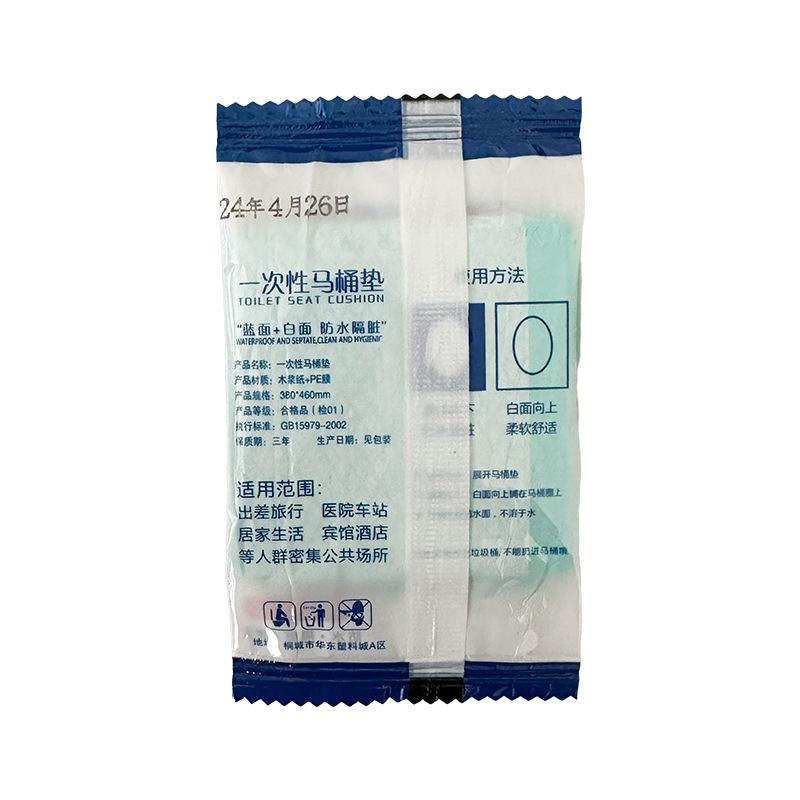 24年4月26日
一次性马桶垫
TOILET SEAT CUSHION
“蓝面+白面 防水隔脏”
WATERPROOF AND SEPTATE,CLEAN AND HYGIENIC
产品名称：一次性马桶垫
产品材质：木浆纸+PE膜
产品规格：380*460mm
产品等级：合格品（检01）
执行标准：GB15979-2002
保质期：三年 生产日期：见包装
适用范围：
出差旅行 医院车站
居家生活 宾馆酒店
等人群密集公共场所
地 桐城市华东塑料城A区
使用方法
下 白面向上
脏 柔软舒适
展开马桶垫
白面向上铺在马桶圈上
防水面，不溶于水
垃圾桶，不能扔进马桶哦